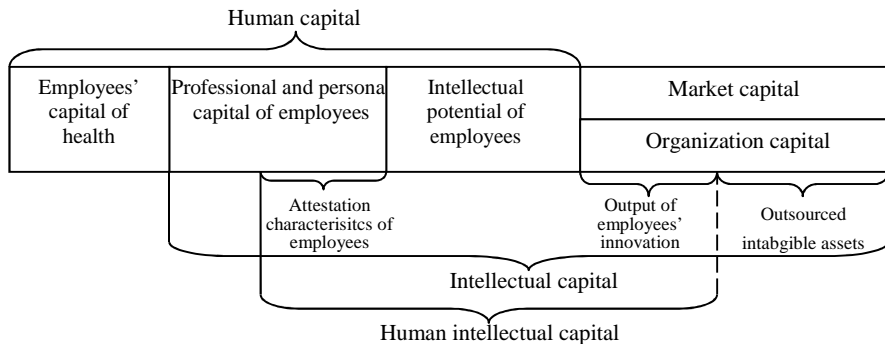 Human capital
Employees’
capital of
health
Professional and persona
capital of employees
Intellectual
potential of
employees
Market capital
Organization capital
Attestation
characterisitcs of
employees
Output of
employees’
innovation
Outsourced
intabgible assets
Intellectual capital
Human intellectual capital